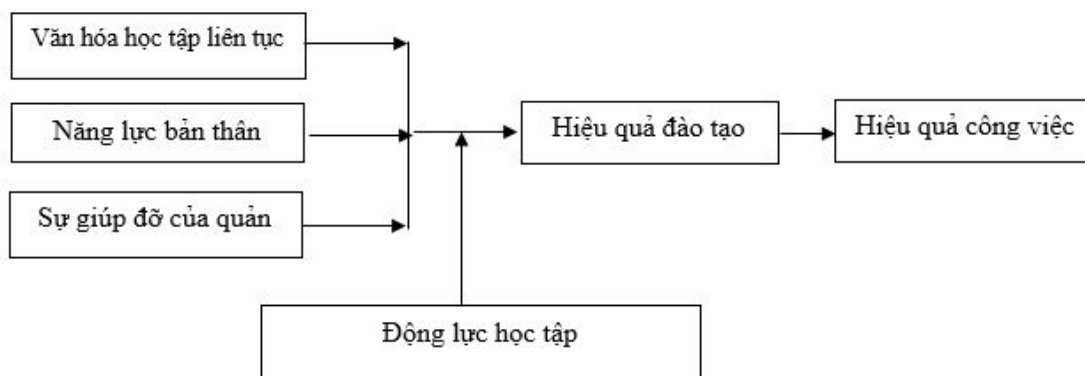 Văn hóa học tập liên tục
Năng lực bản thân
Hiệu quả đào tạo
Hiệu quả công việc
Sự giúp đỡ của quản
Động lực học tập